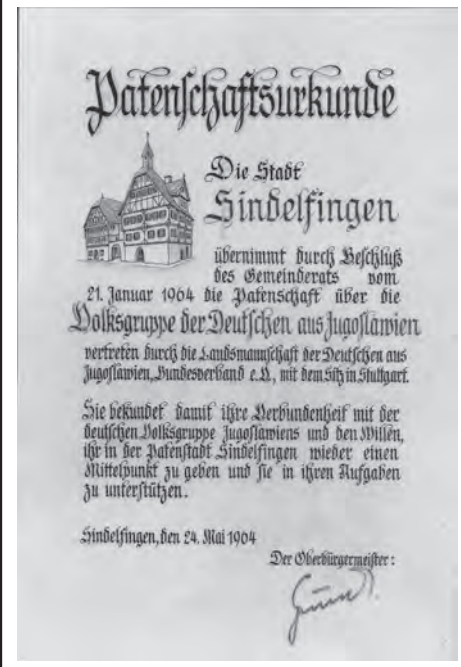 Patenschaftsurkunde
Die Stadt
Sindelfingen
übernimmt durch Beschluß
des Gemeinderats vom
21. Januar 1964 die Patenschaft über die
Volksgruppe der Deutschen aus Jugoslawien
vertreten durch die Landsmannschaft der Deutschen aus
Jugoslawien, Bundesverband e.V., mit dem Sitz in Stuttgart.
Sie bekundet damit ihre Verbundenheit mit der
deutschen Volksgruppe Jugoslawiens und den Willen,
ihr in der Patenstadt Sindelfingen wieder einen
Mittelpunkt zu geben und sie in ihren Aufgaben
zu unterstützen.
Sindelfingen, den 24. Mai 1964
Der Oberbürgermeister: